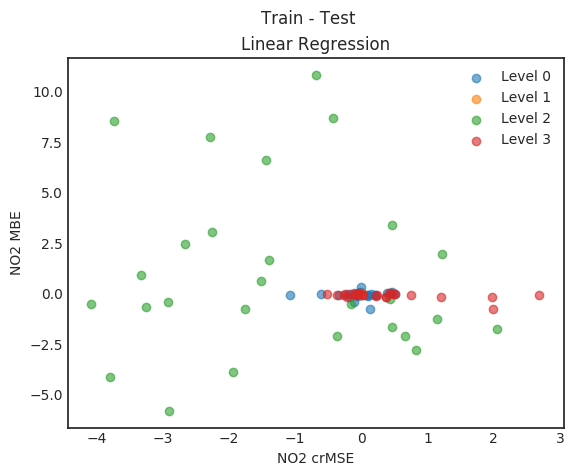 Train - Test
Linear Regression
Level 0
Level 1
Level 2
Level 3
10.0
7.5
5.0
2.5
0.0
−2.5
−5.0
NO2 MBE
−4 −3 −2 −1 0 1 2 3
NO2 crMSE